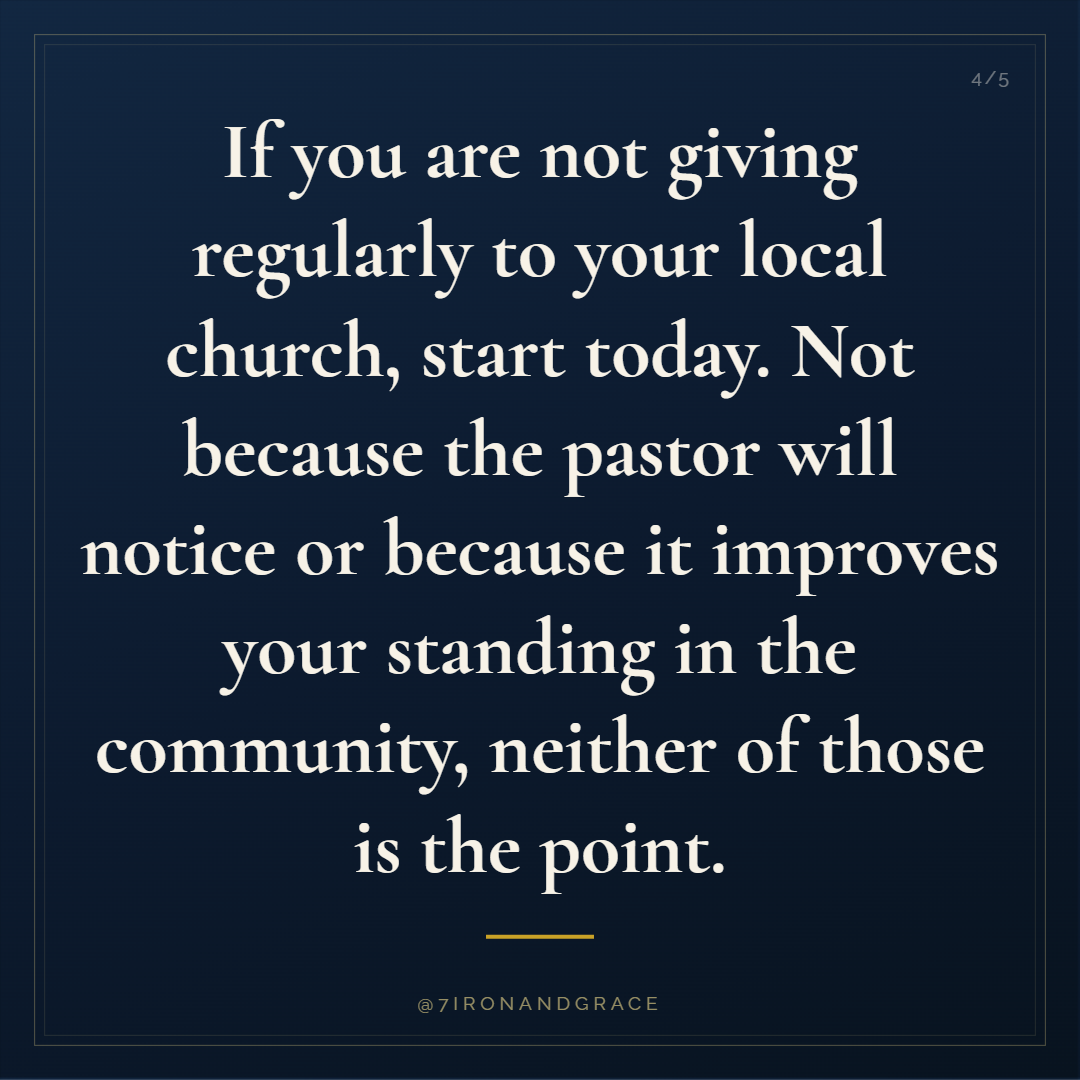 4/5
If you are not giving
regularly to your local
church, start today. Not
because the pastor will
notice or because it improves
your standing in the
community, neither of those
is the point.
@7IRONANDGRACE